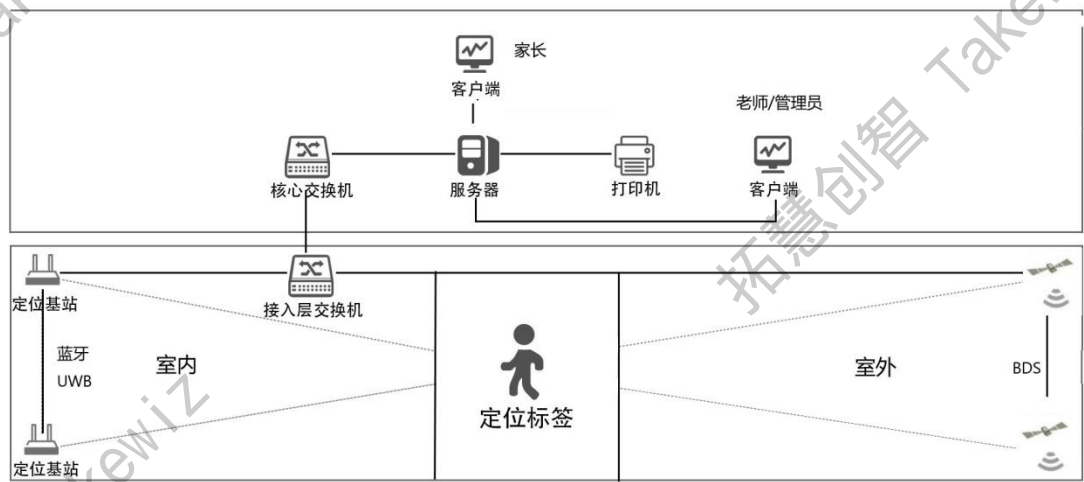 家长
客户端
老师/管理员
核心交换机
服务器
打印机
客户端
拓慧创智 Takewiz
定位基站
接入层交换机
蓝牙
UWB
室内
定位标签
室外
BDS
定位基站